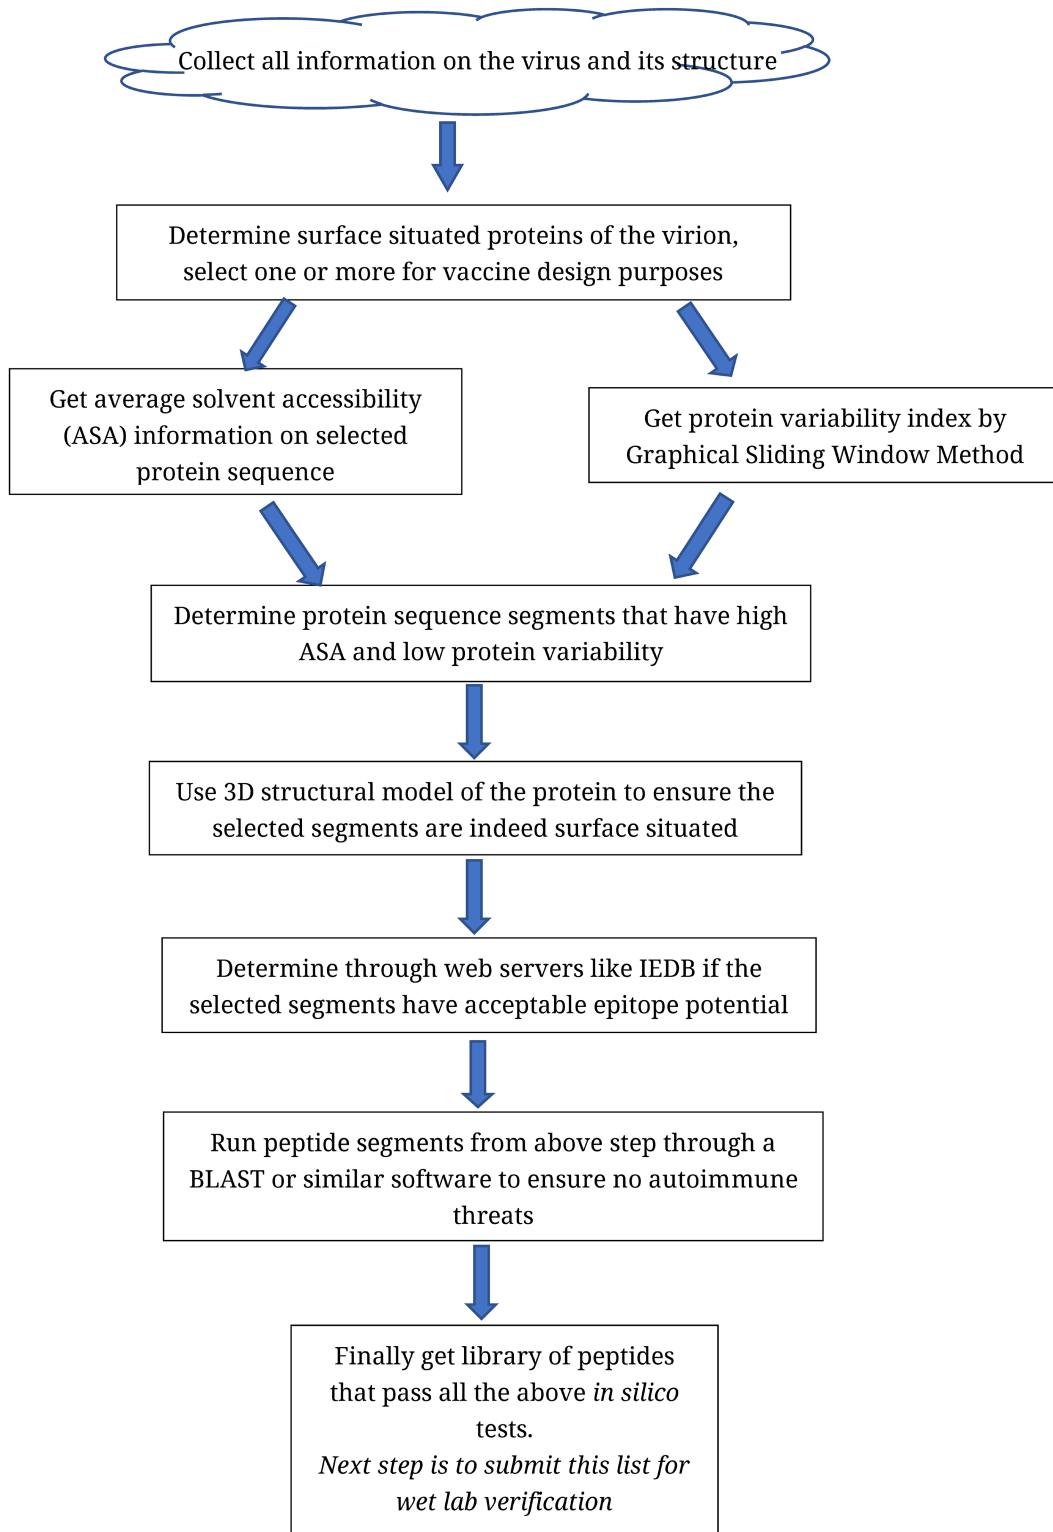 Collect all information on the virus and its structure
Determine surface situated proteins of the virion,
select one or more for vaccine design purposes
Get average solvent accessibility
(ASA) information on selected
protein sequence
Get protein variability index by
Graphical Sliding Window Method
Determine protein sequence segments that have high
ASA and low protein variability
Use 3D structural model of the protein to ensure the
selected segments are indeed surface situated
Determine through web servers like IEDB if the
selected segments have acceptable epitope potential
Run peptide segments from above step through a
BLAST or similar software to ensure no autoimmune
threats
Finally get library of peptides
that pass all the above in silico
tests.
Next step is to submit this list for
wet lab verification